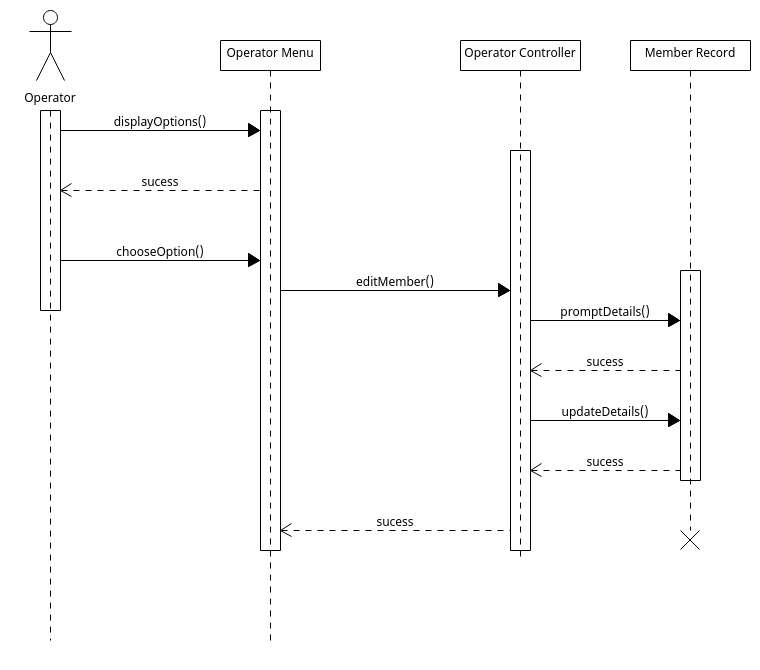 Operator Menu
Operator Controller
Member Record
Operator
displayOptions()
sucess
chooseOption()
editMember()
promptDetails()
sucess
updateDetails()
sucess
sucess